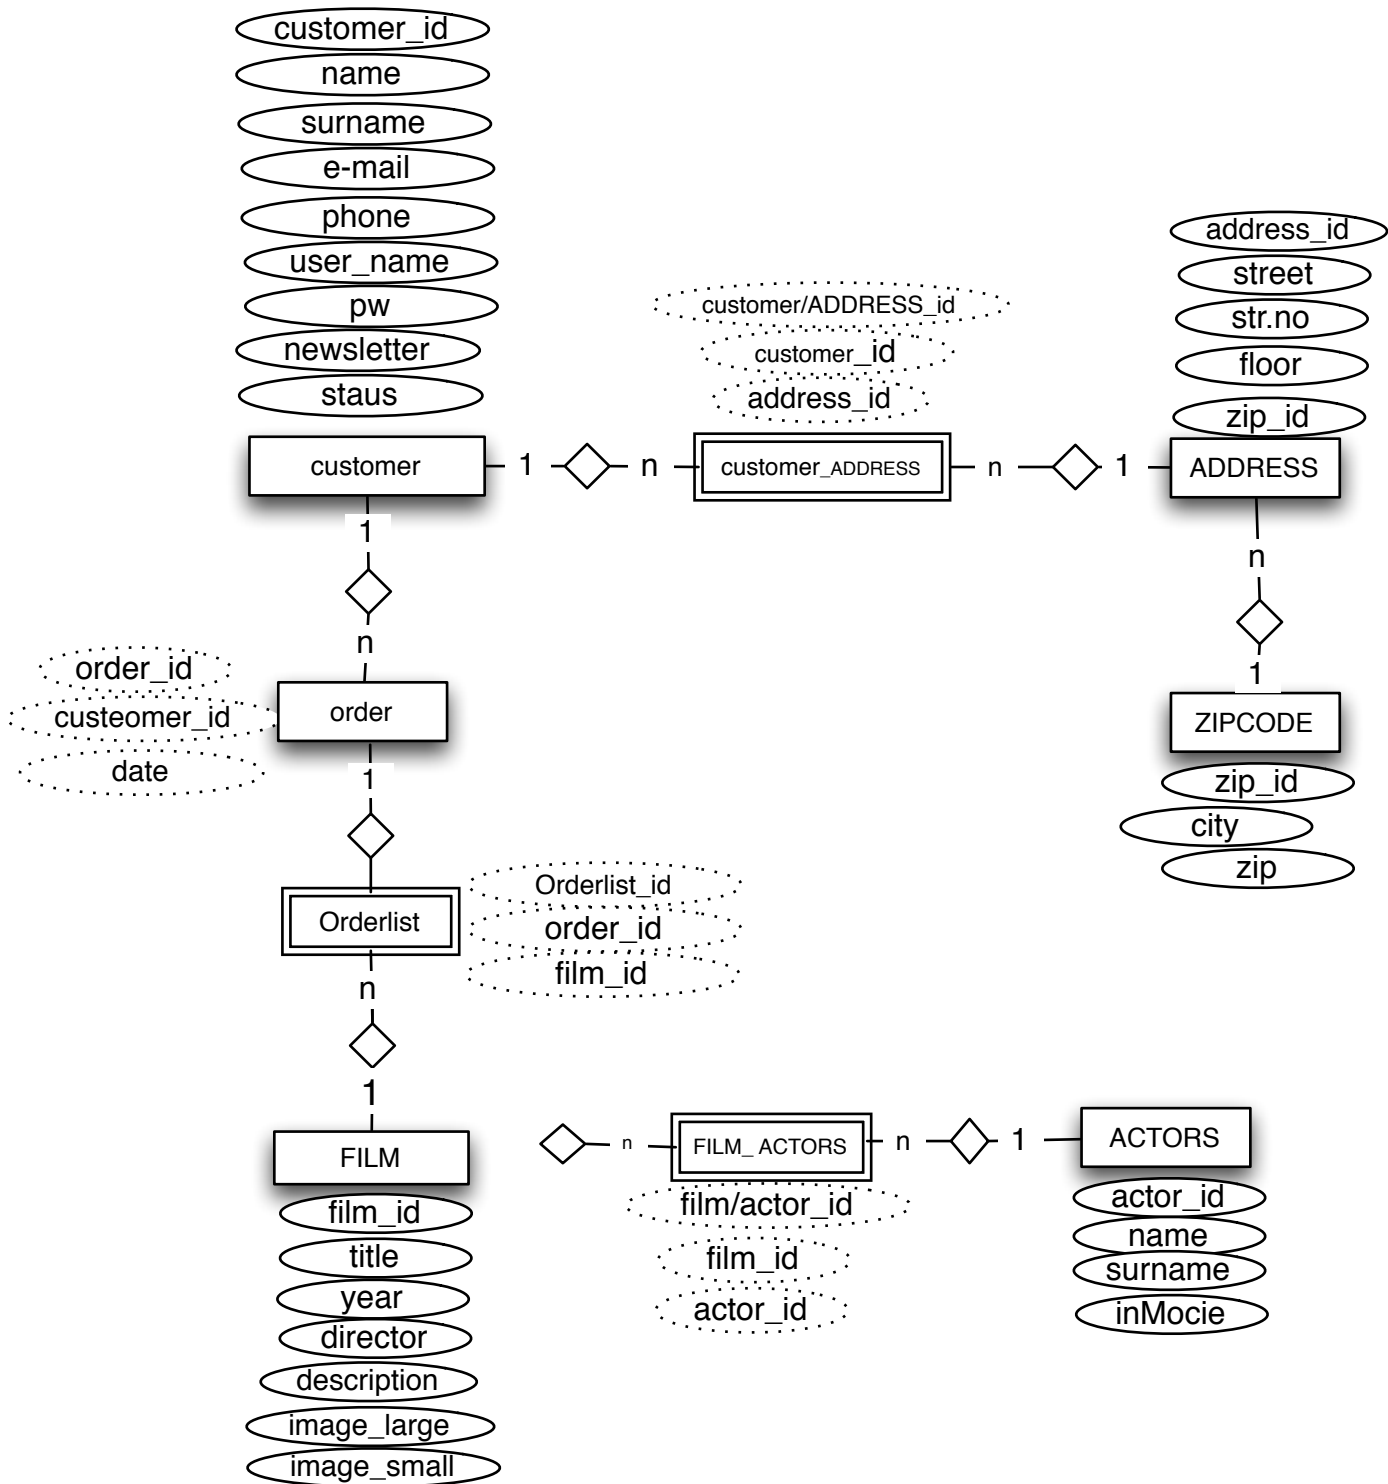 customer_id
name
surname
e-mail
phone
user_name
pw
newsletter
staus
customer/ADDRESS_id
customer_id
address_id
address_id
street
str.no
floor
zip_id
customer
1
n
customer_ADDRESS
n
1
ADDRESS
1
n
n
1
order_id
custeomer_id
date
order
ZIPCODE
zip_id
city
zip
1
Orderlist
Orderlist_id
order_id
film_id
n
1
FILM
film_id
title
year
director
description
image_large
image_small
n
FILM_ ACTORS
n
1
ACTORS
film/actor_id
film_id
actor_id
actor_id
name
surname
inMocie